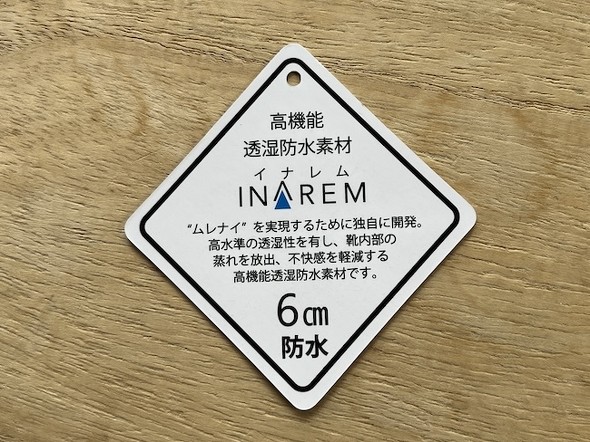 高機能
透湿防水素材
イナレム
INAREM
“ムレナイ”を実現するために独自に開発。
高水準の透湿性を有し、靴内部の
蒸れを放出、不快感を軽減する
高機能透湿防水素材です。
6㎝
防水